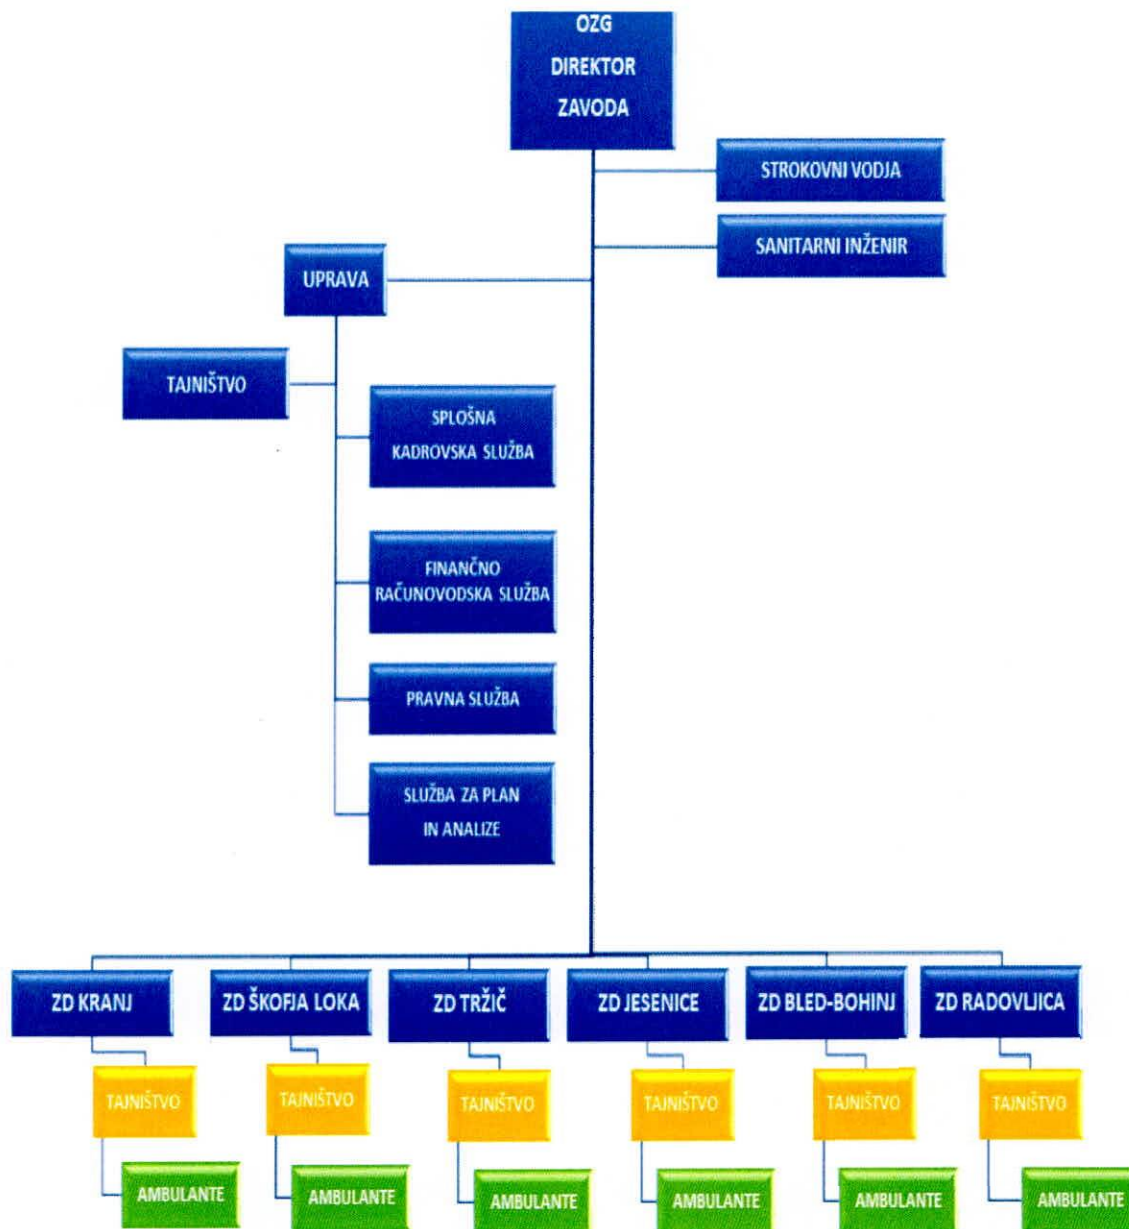 OZG
DIREKTOR
ZAVODA
STROKOVNI VODJA
SANITARNI INŽENIR
UPRAVA
TAJNIŠTVO
SPLOŠNA
KADROVSKA SLUŽBA
FINANČNO
RAČUNOVODSKA SLUŽBA
PRAVNA SLUŽBA
SLUŽBA ZA PLAN
IN ANALIZE
ZD KRANJ
ZD ŠKOFJA LOKA
ZD TRŽIČ
ZD JESENICE
ZD BLED-BOHINJ
ZD RADOVLJICA
TAJNIŠTVO
TAJNIŠTVO
TAJNIŠTVO
TAJNIŠTVO
TAJNIŠTVO
TAJNIŠTVO
AMBULANTE
AMBULANTE
AMBULANTE
AMBULANTE
AMBULANTE
AMBULANTE